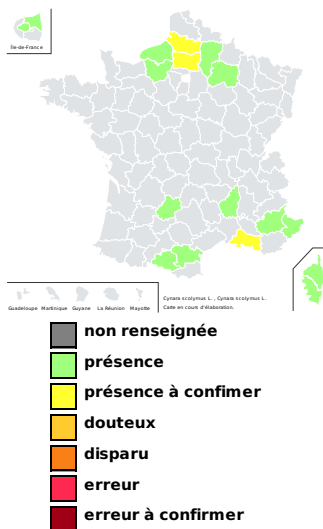 Île-de-France
Cynara scolymus L. , Cynara scolymus L.
Carte en cours d'élaboration.
Guadeloupe Martinique Guyane La Réunion Mayotte
non renseignée
présence
présence à confimer
douteux
disparu
erreur
erreur à confirmer